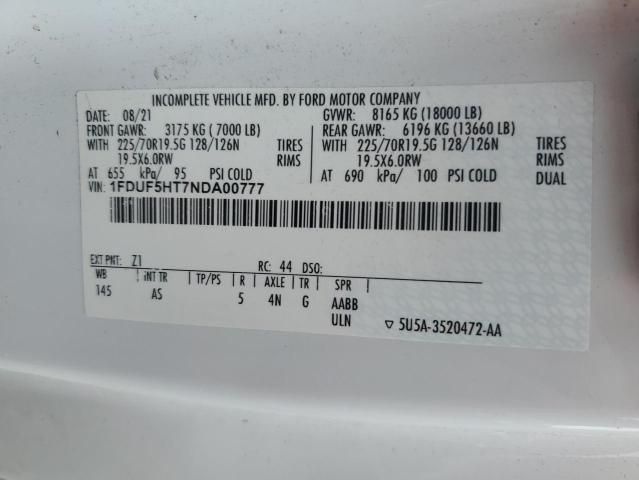 INCOMPLETE VEHICLE MFD. BY FORD MOTOR COMPANY
DATE: 08/21 GVWR: 8165 KG (18000 LB)
FRONT GAWR: 3175 KG ( 7000 LB) REAR GAWR: 6196 KG (13660 LB)
WITH 225/70R19.5G 128/126N TIRES WITH 225/70R19.5G 128/126N TIRES
19.5X6.0RW RIMS 19.5X6.0RW RIMS
AT 655 kPa/ 95 PSI COLD AT 690 kPa/ 100 PSI COLD DUAL
VIN: 1FDUF5HT7NDA00777
EXT PNT: Z1 RC: 44 DSO:
WB INT TR TP/PS R AXLE TR SPR
145 AS 5 4N G AABB
ULN 5U5A-3520472-AA